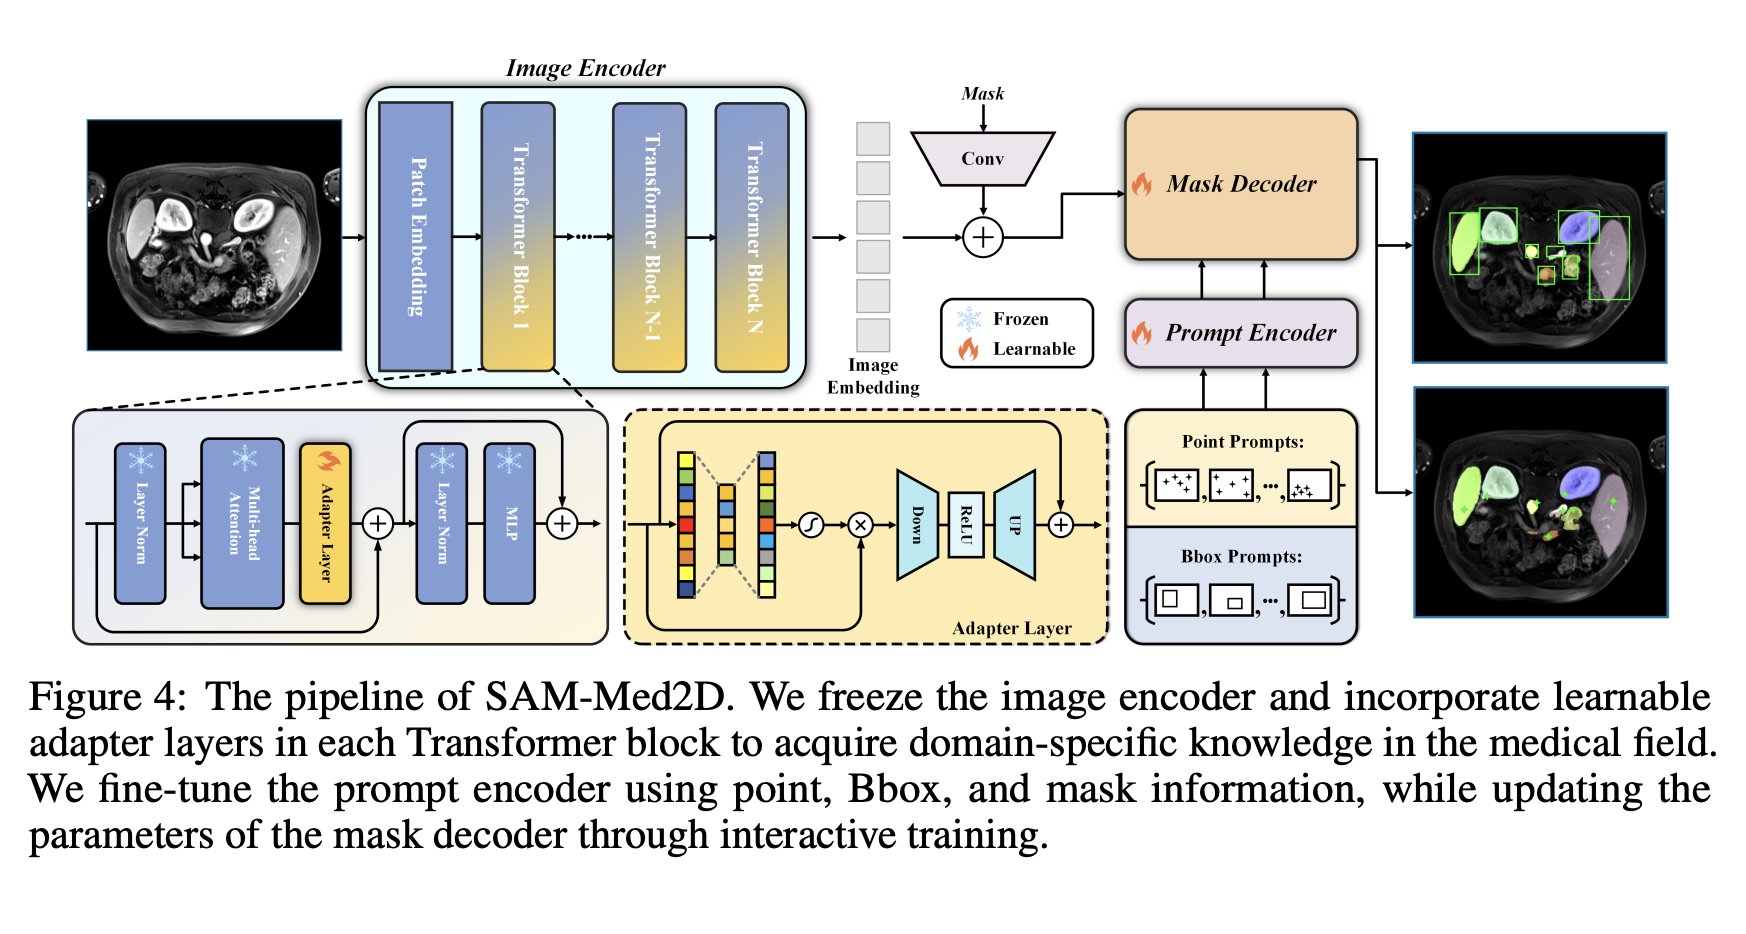 Image Encoder
Patch Embedding
Transformer Block 1
Transformer Block N-1
Transformer Block N
Image
Embedding
Mask
Conv
Frozen
Learnable
Mask Decoder
Prompt Encoder
Point Prompts:
Bbox Prompts:
Layer Norm
Multi-head
Attention
Adapter Layer
Layer Norm
MLP
Down
ReLU
UP
Adapter Layer
Figure 4: The pipeline of SAM-Med2D. We freeze the image encoder and incorporate learnable
adapter layers in each Transformer block to acquire domain-specific knowledge in the medical field.
We fine-tune the prompt encoder using point, Bbox, and mask information, while updating the
parameters of the mask decoder through interactive training.